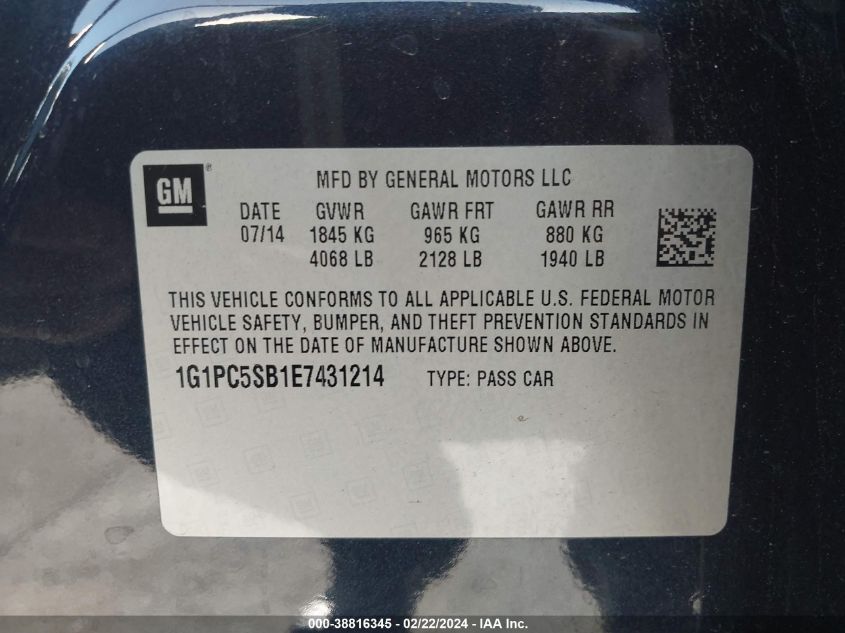 GM ®
MFD BY GENERAL MOTORS LLC
DATE GVWR GAWR FRT GAWR RR
07/14 1845 KG 965 KG 880 KG
4068 LB 2128 LB 1940 LB
THIS VEHICLE CONFORMS TO ALL APPLICABLE U.S. FEDERAL MOTOR
VEHICLE SAFETY, BUMPER, AND THEFT PREVENTION STANDARDS IN
EFFECT ON THE DATE OF MANUFACTURE SHOWN ABOVE.
1G1PC5SB1E7431214 TYPE: PASS CAR
000-38816345 - 02/22/2024 - IAA Inc.